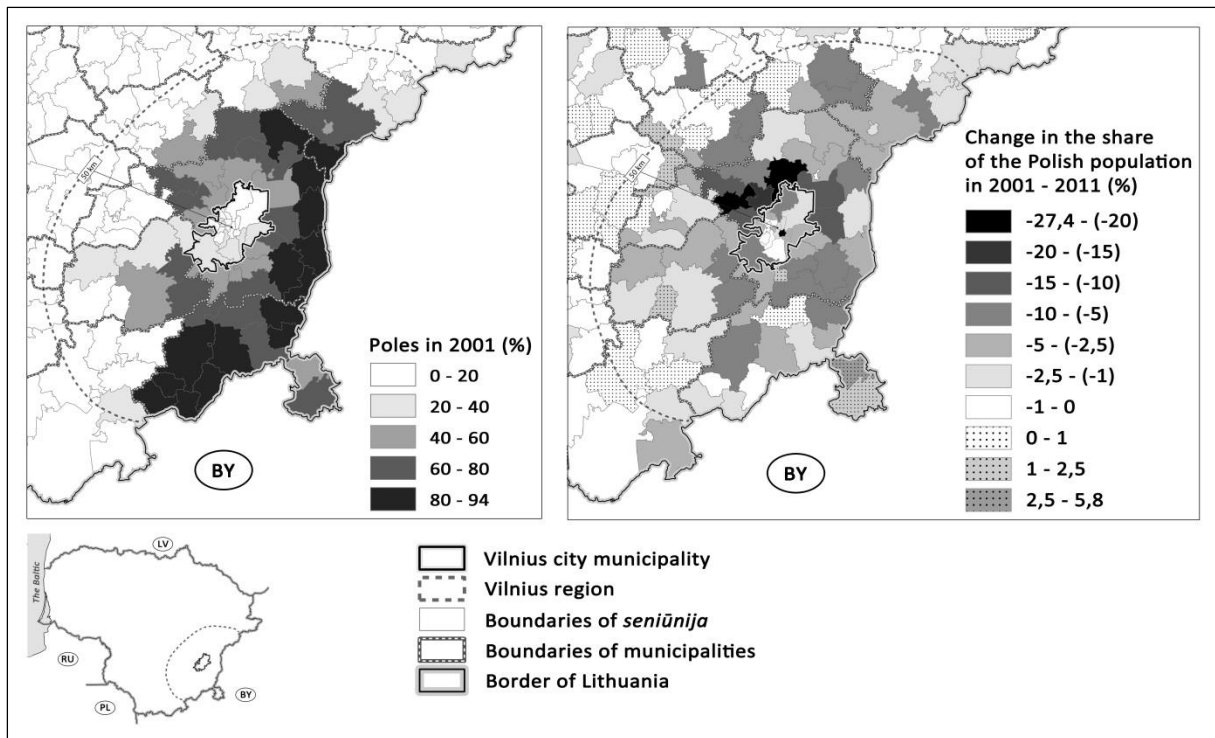 50 km
Poles in 2001 (%)
0 - 20
20 - 40
40 - 60
60 - 80
80 - 94
BY
50 km
Change in the share
of the Polish population
in 2001 - 2011 (%)
-27,4 - (-20)
-20 - (-15)
-15 - (-10)
-10 - (-5)
-5 - (-2,5)
-2,5 - (-1)
-1 - 0
0 - 1
1 - 2,5
2,5 - 5,8
BY
The Baltic
LV
RU
PL
BY
Vilnius city municipality
Vilnius region
Boundaries of seniūnija
Boundaries of municipalities
Border of Lithuania